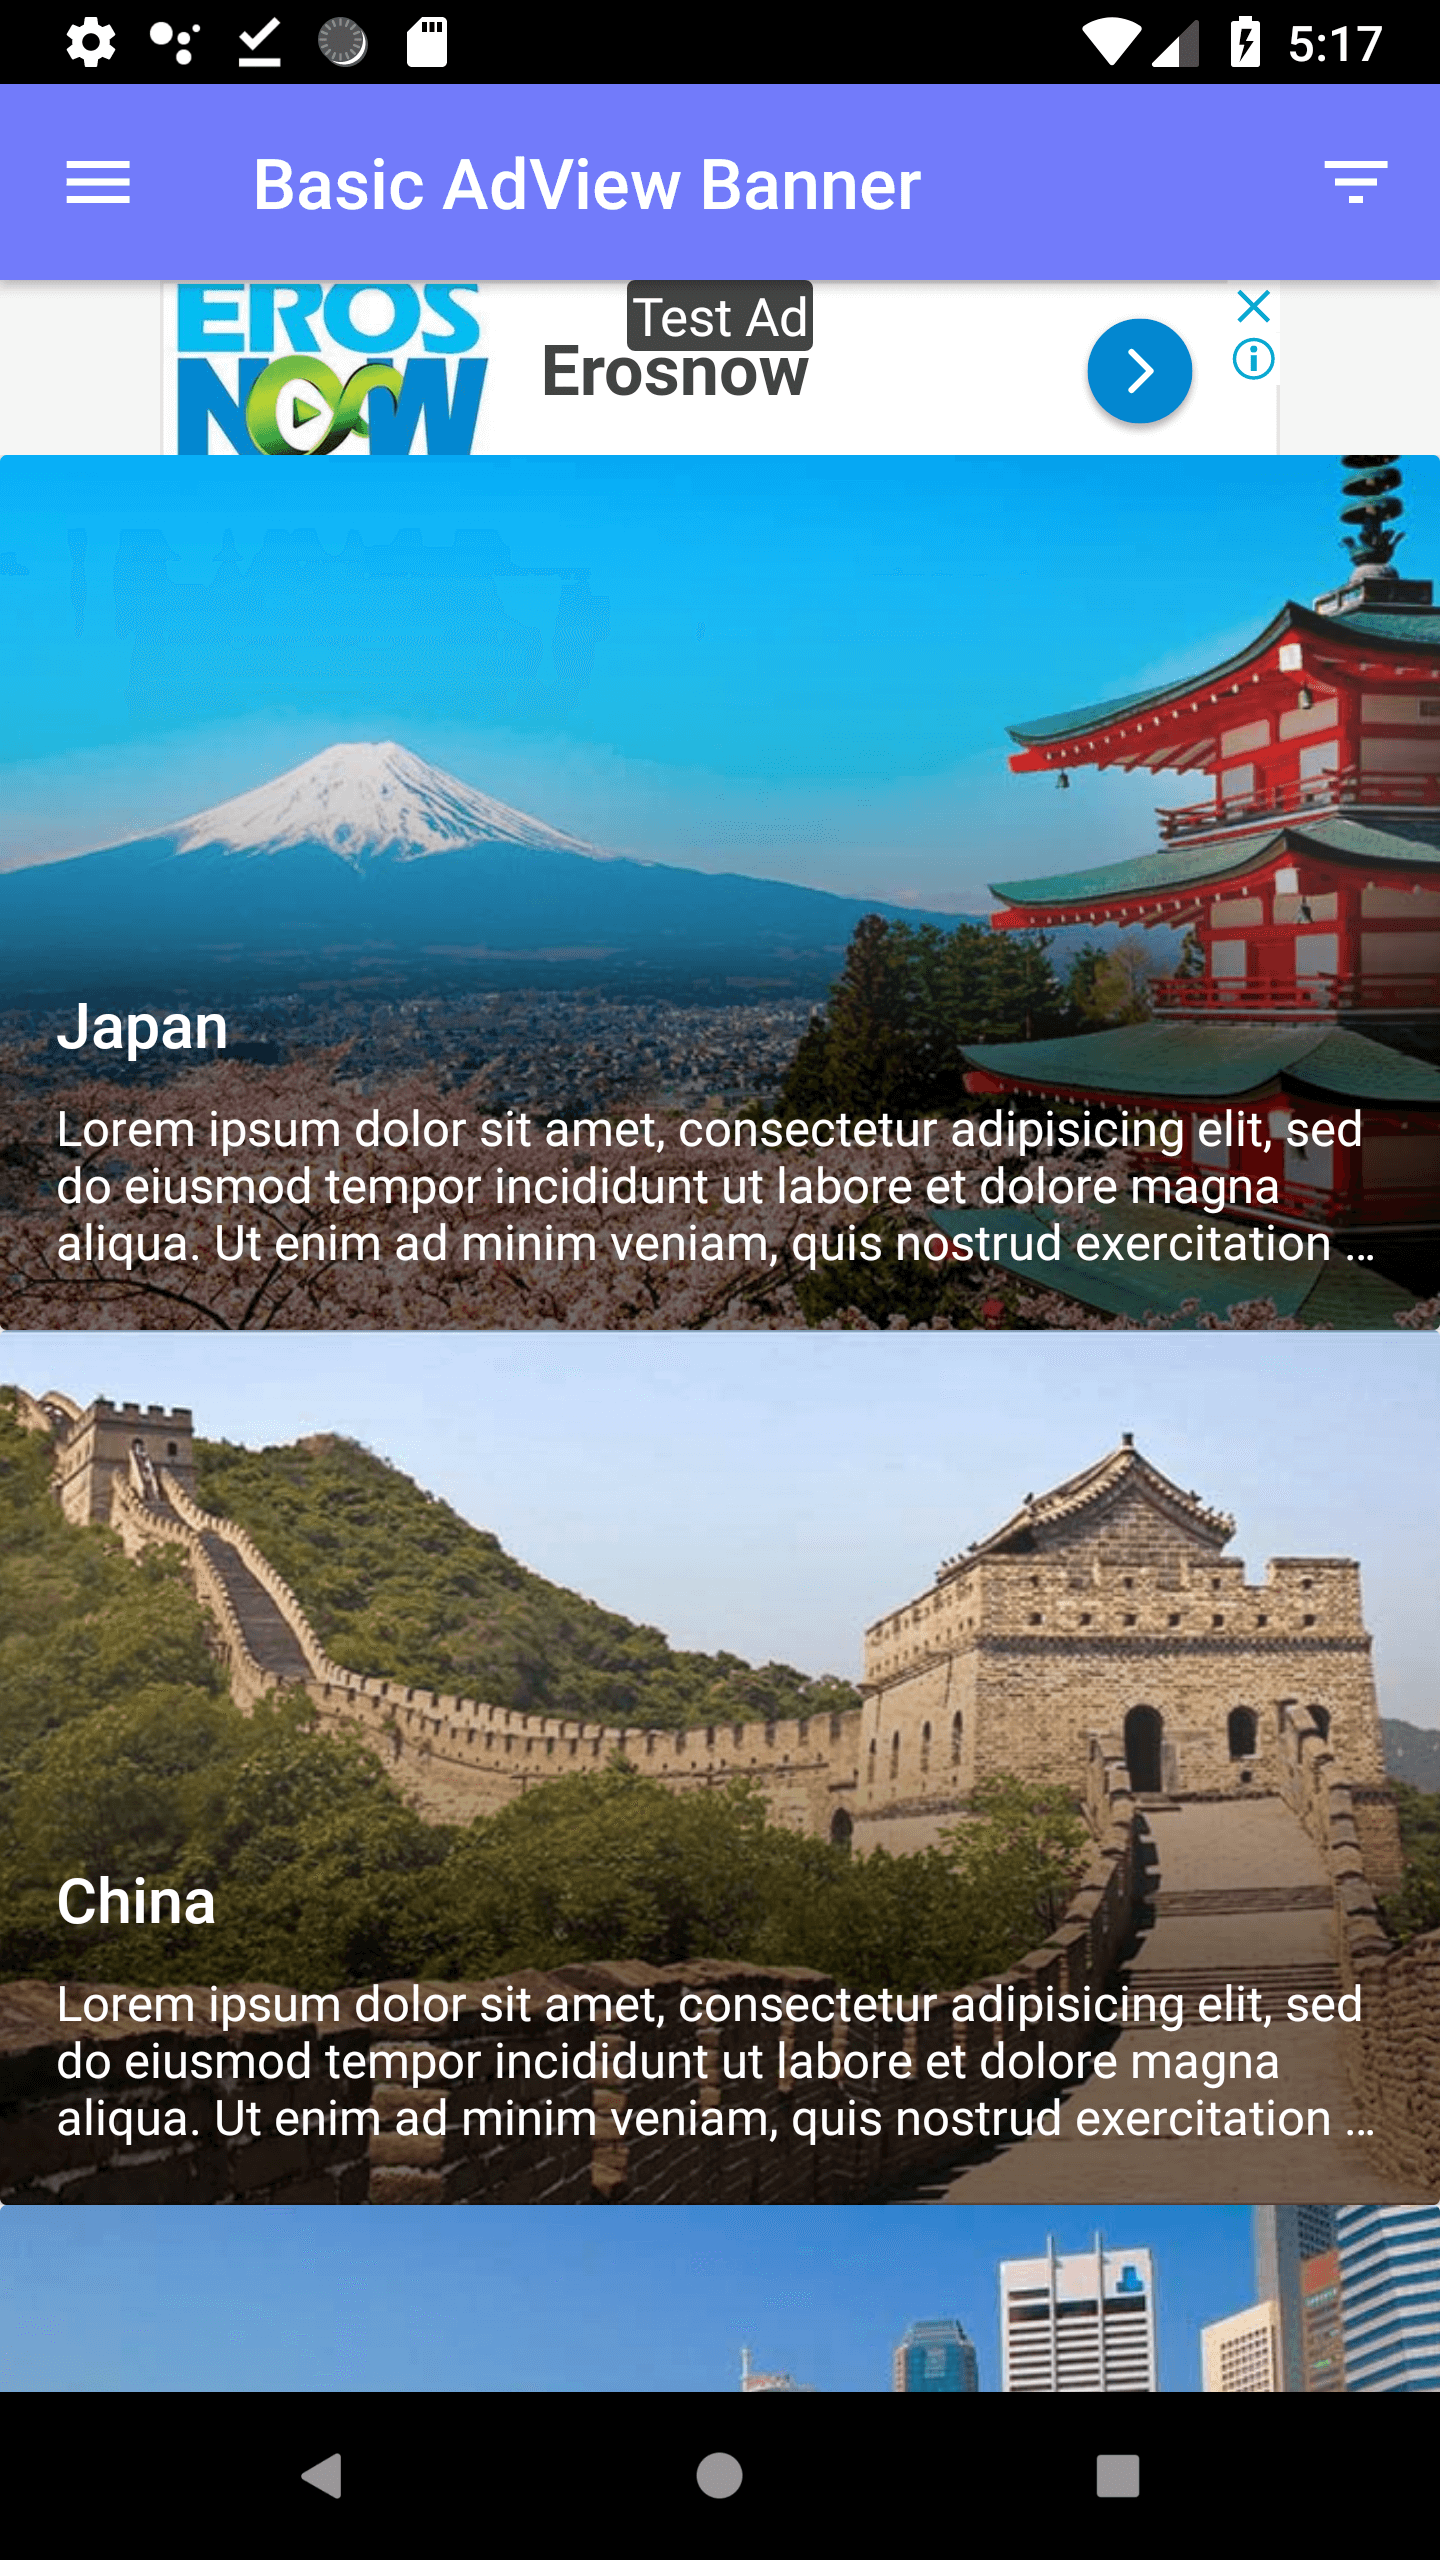 5:17
Basic AdView Banner
EROS
NOW
Test Ad
Erosnow
Japan
Lorem ipsum dolor sit amet, consectetur adipisicing elit, sed
do eiusmod tempor incididunt ut labore et dolore magna
aliqua. Ut enim ad minim veniam, quis nostrud exercitation ...
China
Lorem ipsum dolor sit amet, consectetur adipisicing elit, sed
do eiusmod tempor incididunt ut labore et dolore magna
aliqua. Ut enim ad minim veniam, quis nostrud exercitation ...